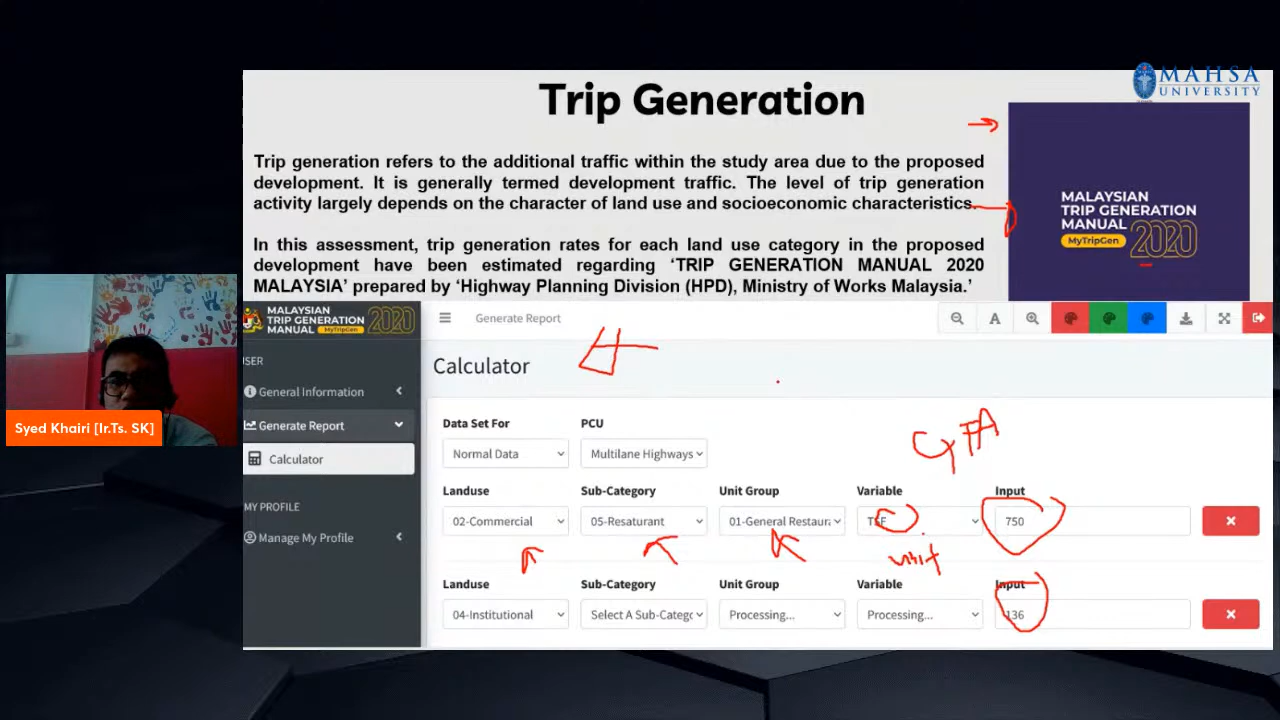 MAHSA
UNIVERSITY
Trip Generation
Trip generation refers to the additional traffic within the study area due to the proposed
development. It is generally termed development traffic. The level of trip generation
activity largely depends on the character of land use and socioeconomic characteristics.
In this assessment, trip generation rates for each land use category in the proposed
development have been estimated regarding ‘TRIP GENERATION MANUAL 2020
MALAYSIA’ prepared by ‘Highway Planning Division (HPD), Ministry of Works Malaysia.’
MALAYSIAN
TRIP GENERATION
MANUAL
MyTripGen 2020
MALAYSIAN
TRIP GENERATION
MANUAL MyTripGen 2020
Generate Report
A
USER
General Information
Generate Report
Calculator
MY PROFILE
Manage My Profile
Calculator
Data Set For PCU
Normal Data Multilane Highways
GFA
Landuse Sub-Category Unit Group Variable Input
02-Commercial 05-Resaturant 01-General Restaur 750
unit
Landuse Sub-Category Unit Group Variable Input
04-Institutional Select A Sub-Categ Processing... Processing... 136
Syed Khairi [Ir.Ts. SK]